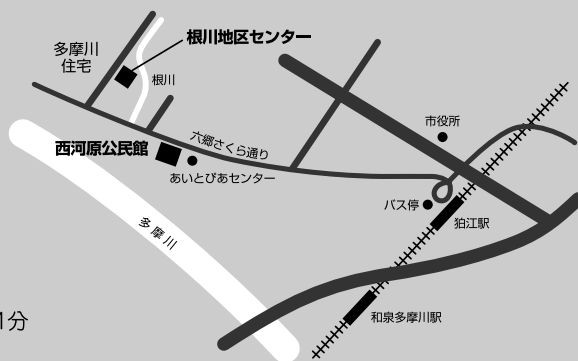 根川地区センター
多摩川
住宅
根川
市役所
六郷さくら通り
西河原公民館
あいとぴあセンター
バス停
狛江駅
多摩川
和泉多摩川駅
分